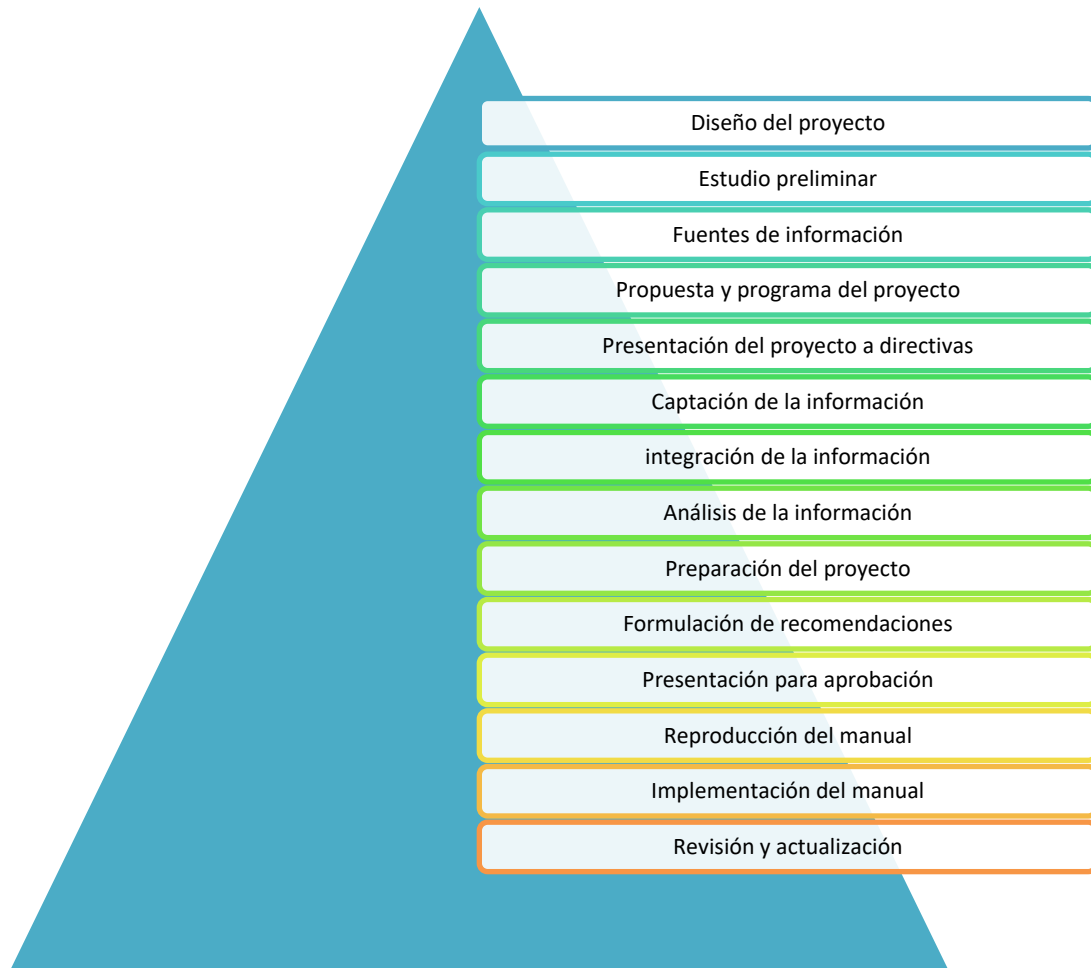 Diseño del proyecto
Estudio preliminar
Fuentes de información
Propuesta y programa del proyecto
Presentación del proyecto a directivas
Captación de la información
integración de la información
Análisis de la información
Preparación del proyecto
Formulación de recomendaciones
Presentación para aprobación
Reproducción del manual
Implementación del manual
Revisión y actualización